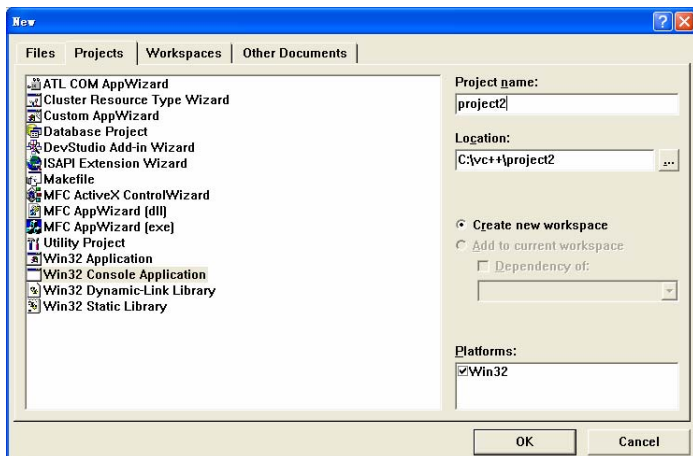 New
Files
Projects
Workspaces
Other Documents
ATL COM AppWizard
Cluster Resource Type Wizard
Custom AppWizard
Database Project
DevStudio Add-in Wizard
ISAPI Extension Wizard
Makefile
MFC ActiveX ControlWizard
MFC AppWizard (dll)
MFC AppWizard (exe)
Utility Project
Win32 Application
Win32 Console Application
Win32 Dynamic-Link Library
Win32 Static Library
Project name:
project2
Location:
C:\vc++\project2
...
Create new workspace
Add to current workspace
Dependency of:
Platforms:
Win32
OK
Cancel